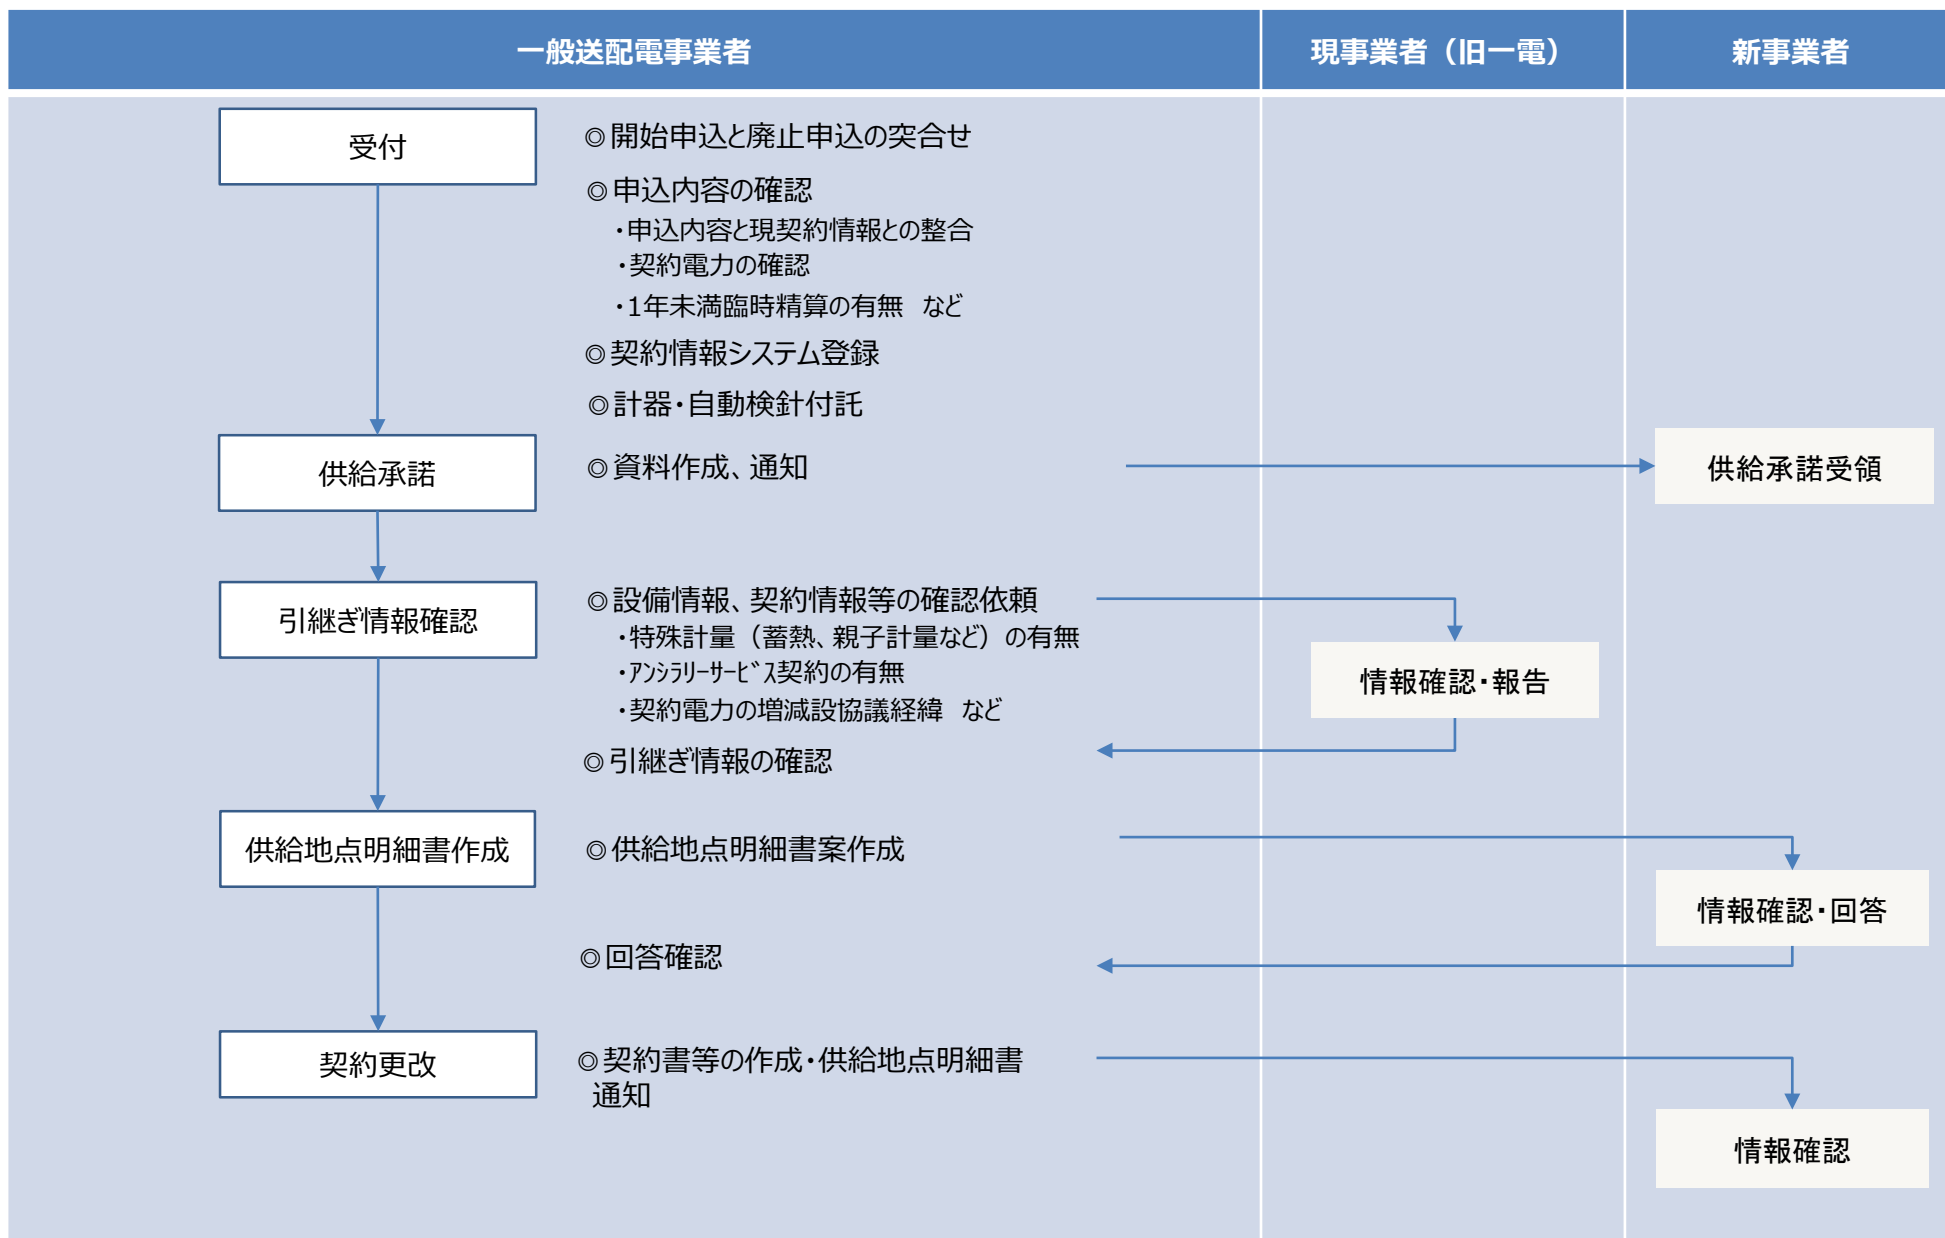 一般送配電事業者
現事業者（旧一電）
新事業者
受付
◎開始申込と廃止申込の突合せ
◎申込内容の確認
・申込内容と現契約情報との整合
・契約電力の確認
・1年未満臨時精算の有無　など
◎契約情報システム登録
◎計器・自動検針付託
供給承諾
◎資料作成、通知
供給承諾受領
引継ぎ情報確認
◎設備情報、契約情報等の確認依頼
・特殊計量（蓄熱、親子計量など）の有無
・ｱﾝｼﾗﾘｰｻｰﾋﾞｽ契約の有無
・契約電力の増減設協議経緯　など
情報確認・報告
◎引継ぎ情報の確認
供給地点明細書作成
◎供給地点明細書案作成
情報確認・回答
◎回答確認
契約更改
◎契約書等の作成・供給地点明細書
通知
情報確認